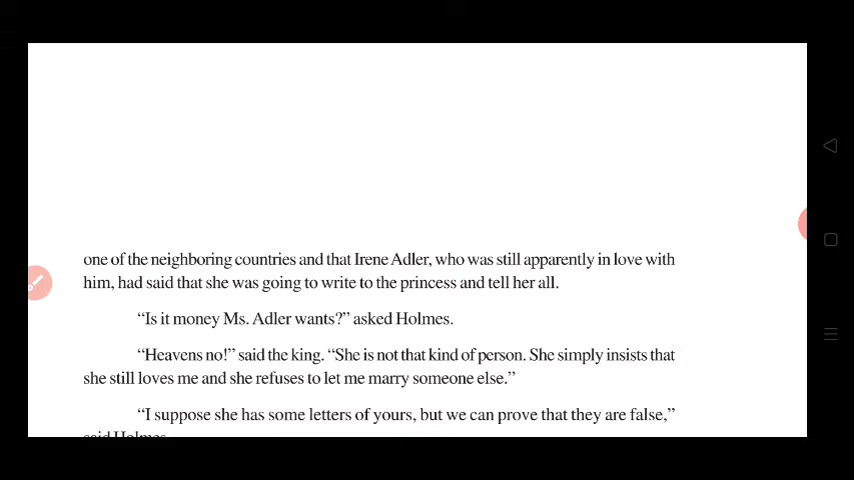 one of the neighboring countries and that Irene Adler, who was still apparently in love with
him, had said that she was going to write to the princess and tell her all.
“Is it money Ms. Adler wants?” asked Holmes.
“Heavens no!” said the king. “She is not that kind of person. She simply insists that
she still loves me and she refuses to let me marry someone else.”
“I suppose she has some letters of yours, but we can prove that they are false,”
said Holmes.